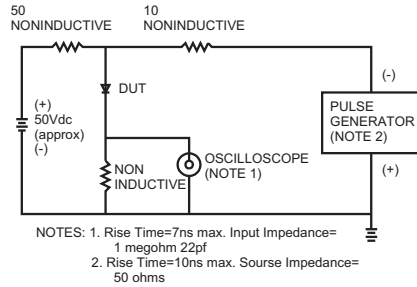 50
NONINDUCTIVE
10
NONINDUCTIVE
(+)
50Vdc
(approx)
(-)
DUT
NON
INDUCTIVE
OSCILLOSCOPE
(NOTE 1)
(-)
PULSE
GENERATOR
(NOTE 2)
(+)
NOTES: 1. Rise Time=7ns max. Input Impedance=
1 megohm 22pf
2. Rise Time=10ns max. Sourse Impedance=
50 ohms